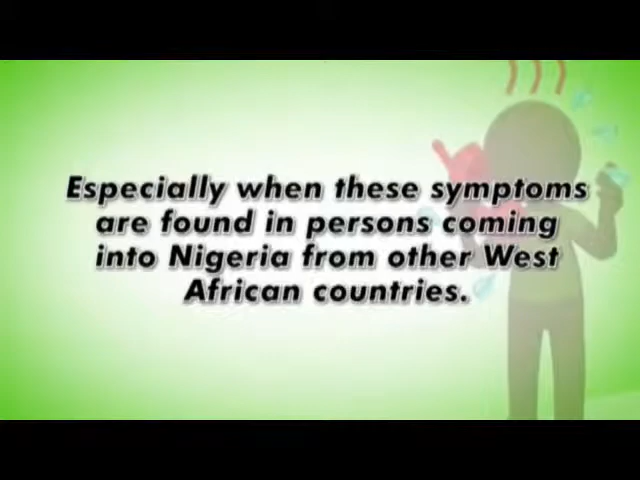 Especially when these symptoms
are found in persons coming
into Nigeria from other West
African countries.